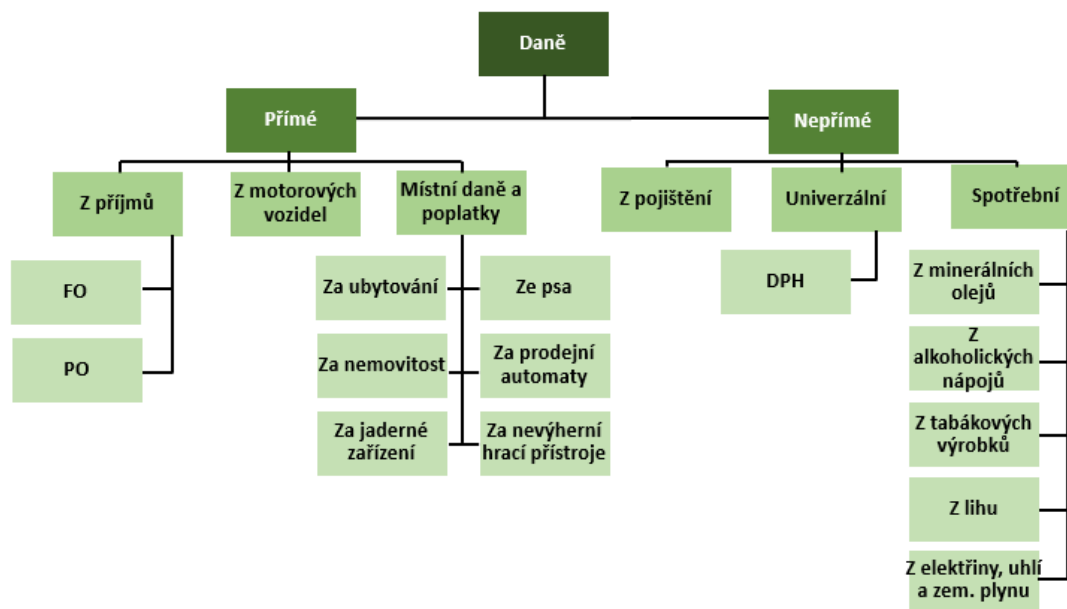 Daně
Přímé
Nepřímé
Z příjmů
Z motorových
vozidel
Místní daně a
poplatky
Z pojištění
Univerzální
Spotřební
FO
PO
Za ubytování
Ze psa
Za nemovitost
Za prodejní
automaty
Za jaderné
zařízení
Za nevýherní
hrací přístroje
DPH
Z minerálních
olejů
Z
alkoholických
nápojů
Z tabákových
výrobků
Z lihu
Z elektřiny, uhlí
a zem. plynu